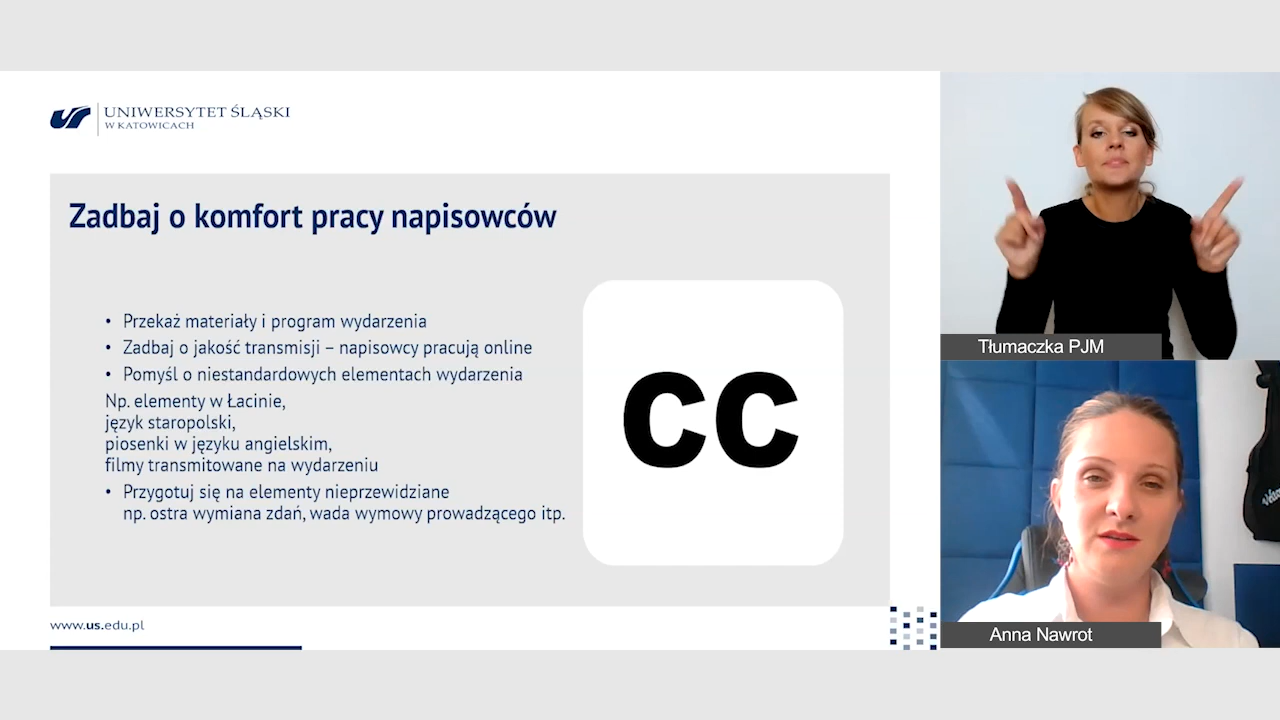 UNIWERSYTET ŚLĄSKI
W KATOWICACH
Zadbaj o komfort pracy napisowców
• Przekaż materiały i program wydarzenia
• Zadbaj o jakość transmisji – napisowcy pracują online
• Pomyśl o niestandardowych elementach wydarzenia
Np. elementy w Łacinie,
język staropolski,
piosenki w języku angielskim,
filmy transmitowane na wydarzeniu
• Przygotuj się na elementy nieprzewidziane
np. ostra wymiana zdań, wada wymowy prowadzącego itp.
cc
www.us.edu.pl
Tłumaczka PJM
Anna Nawrot